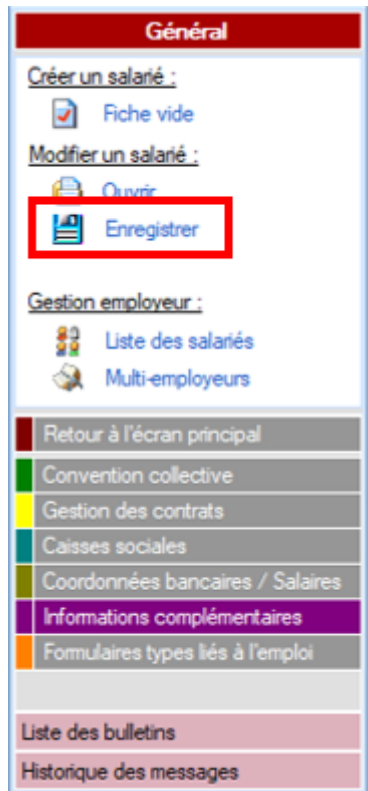 Général
Créer un salarié :
Fiche vide
Modifier un salarié :
Ouvrir
Enregistrer
Gestion employeur :
Liste des salariés
Multi-employeurs
Retour à l'écran principal
Convention collective
Gestion des contrats
Caisses sociales
Coordonnées bancaires / Salaires
Informations complémentaires
Formulaires types liés à l'emploi
Liste des bulletins
Historique des messages